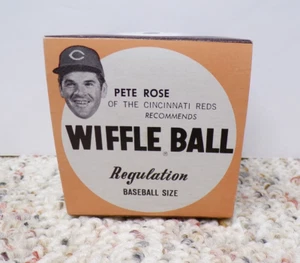 C
PETE ROSE
OF THE CINCINNATI REDS
RECOMMENDS
WIFFLE BALL
®
Regulation
BASEBALL SIZE